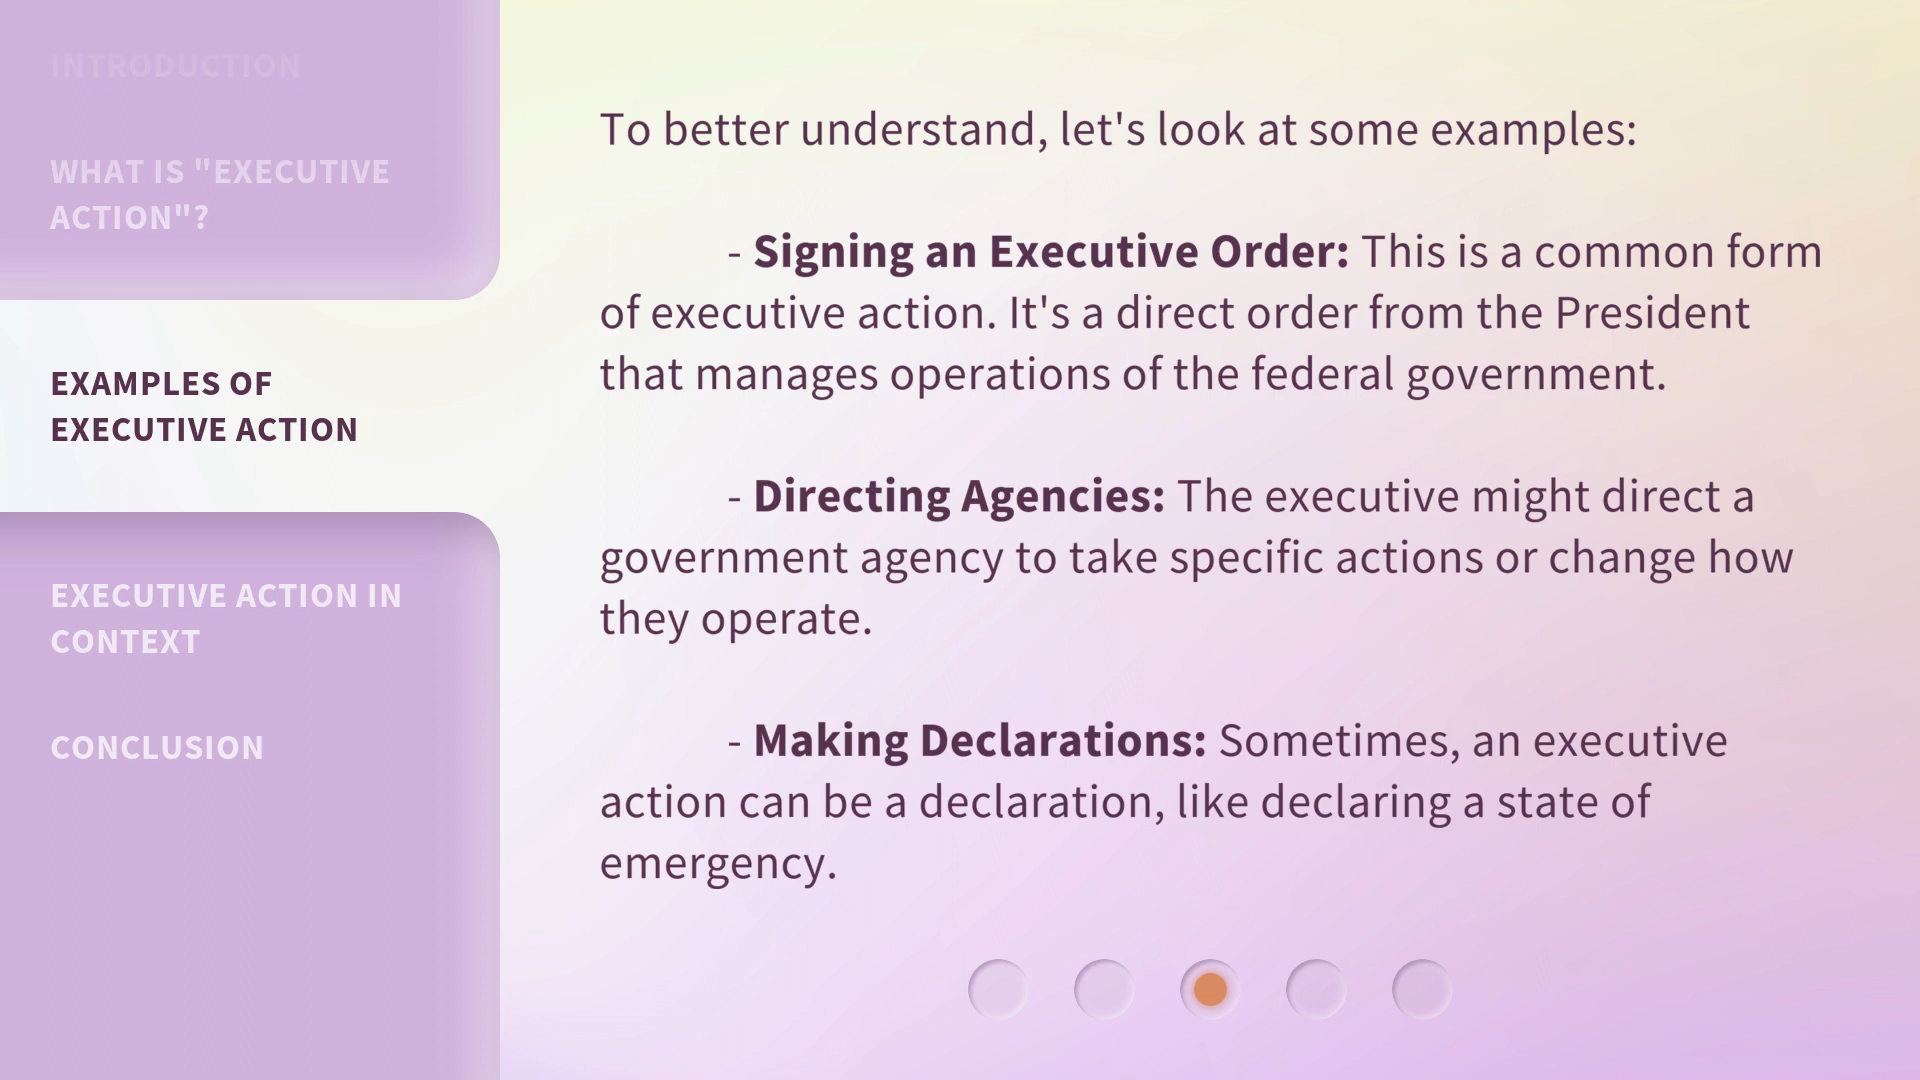 INTRODUCTION
WHAT IS "EXECUTIVE
ACTION"?
EXAMPLES OF
EXECUTIVE ACTION
EXECUTIVE ACTION IN
CONTEXT
CONCLUSION
To better understand, let's look at some examples:
- Signing an Executive Order: This is a common form
of executive action. It's a direct order from the President
that manages operations of the federal government.
- Directing Agencies: The executive might direct a
government agency to take specific actions or change how
they operate.
- Making Declarations: Sometimes, an executive
action can be a declaration, like declaring a state of
emergency.